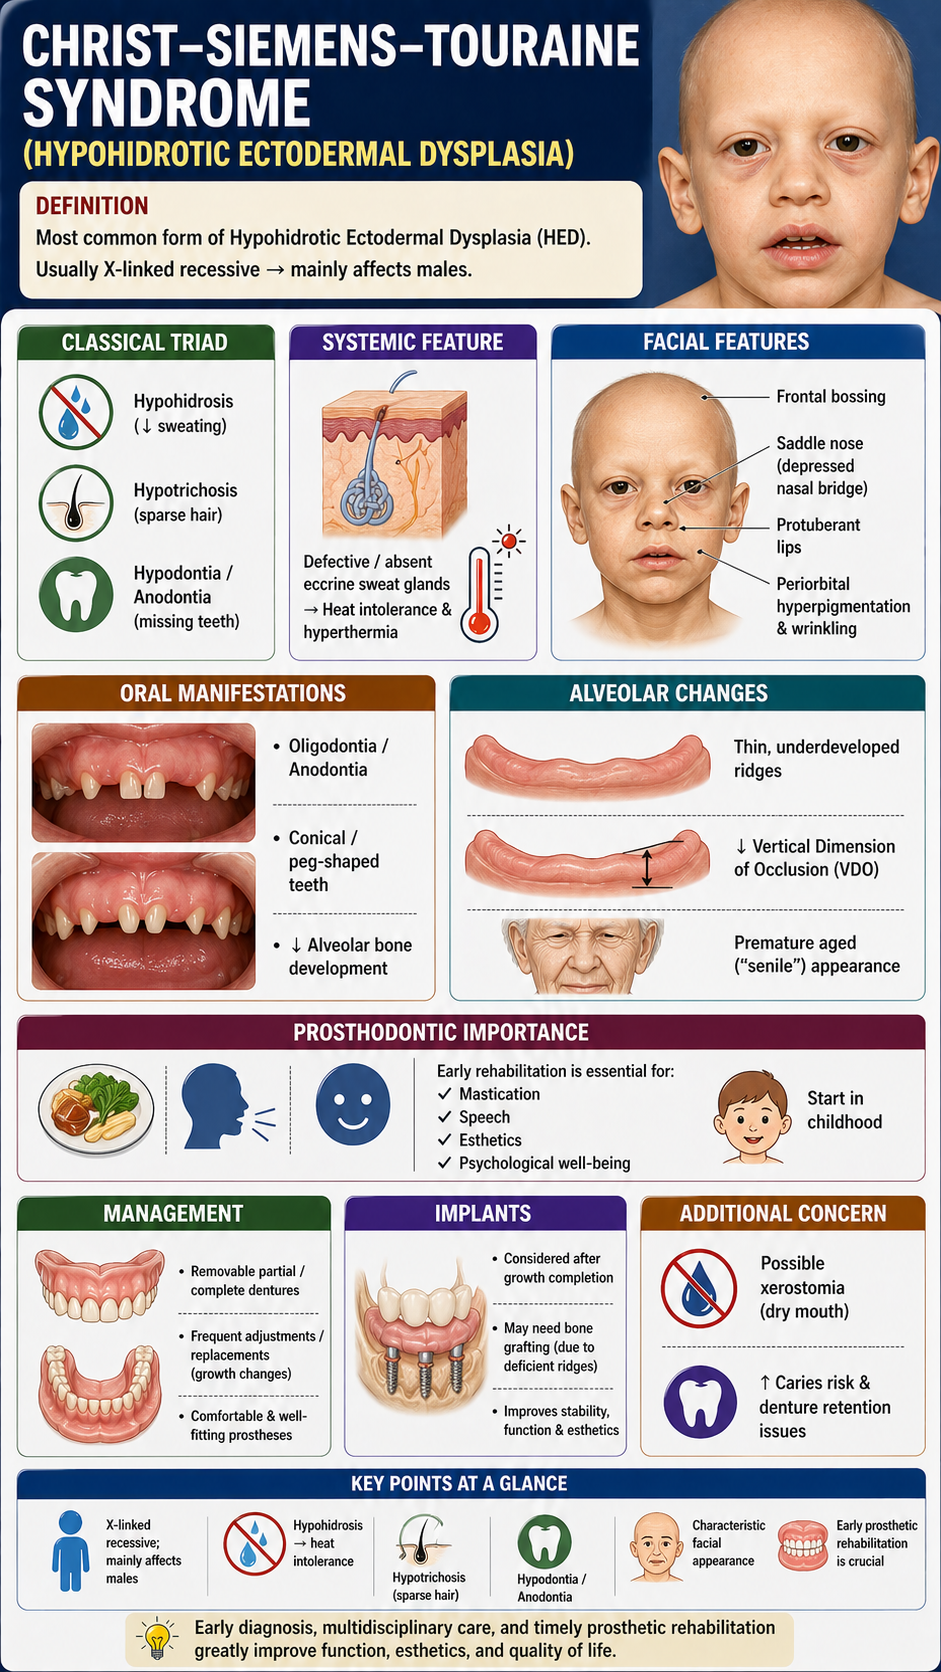 CHRIST–SIEMENS–TOURAINE
SYNDROME
(HYPOHIDROTIC ECTODERMAL DYSPLASIA)
DEFINITION
Most common form of Hypohidrotic Ectodermal Dysplasia (HED).
Usually X-linked recessive → mainly affects males.
CLASSICAL TRIAD
Hypohidrosis
(↓ sweating)
Hypotrichosis
(sparse hair)
Hypodontia /
Anodontia
(missing teeth)
SYSTEMIC FEATURE
Defective / absent
eccrine sweat glands
→ Heat intolerance &
hyperthermia
FACIAL FEATURES
Frontal bossing
Saddle nose
(depressed
nasal bridge)
Protuberant
lips
Periorbital
hyperpigmentation
& wrinkling
ORAL MANIFESTATIONS
• Oligodontia /
Anodontia
• Conical /
peg-shaped
teeth
• ↓ Alveolar bone
development
ALVEOLAR CHANGES
Thin, underdeveloped
ridges
↓ Vertical Dimension
of Occlusion (VDO)
Premature aged
(“senile”) appearance
PROSTHODONTIC IMPORTANCE
Early rehabilitation is essential for:
✓ Mastication
✓ Speech
✓ Esthetics
✓ Psychological well-being
Start in
childhood
MANAGEMENT
• Removable partial /
complete dentures
• Frequent adjustments /
replacements
(growth changes)
• Comfortable & well-
fitting prostheses
IMPLANTS
• Considered after
growth completion
• May need bone
grafting (due to
deficient ridges)
• Improves stability,
function & esthetics
ADDITIONAL CONCERN
Possible
xerostomia
(dry mouth)
↑ Caries risk &
denture retention
issues
KEY POINTS AT A GLANCE
X-linked
recessive;
mainly affects
males
Hypohidrosis
→ heat
intolerance
Hypotrichosis
(sparse hair)
Hypodontia /
Anodontia
Characteristic
facial
appearance
Early prosthetic
rehabilitation
is crucial
Early diagnosis, multidisciplinary care, and timely prosthetic rehabilitation
greatly improve function, esthetics, and quality of life.